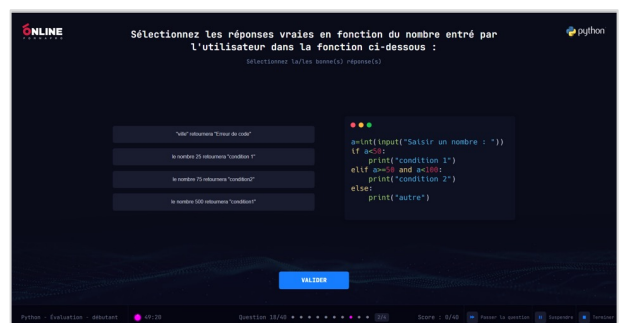 ONLINE
FORMAPRO
Sélectionnez les réponses vraies en fonction du nombre entré par
l'utilisateur dans la fonction ci-dessous :
python
Sélectionnez la/les bonne(s) réponse(s)
"elle" retournera "Erreur de code"
le nombre 25 retournera "condition 1"
le nombre 75 retournera "condition2"
le nombre 500 retournera "condition1"
a=int(input("Saisir un nombre : "))
if a<50:
    print("condition 1")
elif a>=50 and a<100:
    print("condition 2")
else:
    print("autre")
VALIDER
Python - Évaluation - débutant 49:20 Question 18/40 2/4 Score : 0/40 Passer la question Suspendre Terminer